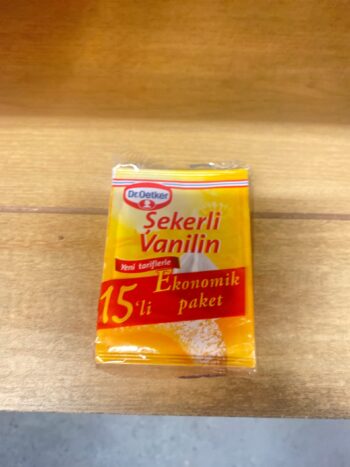 Dr.Oetker
Şekerli
Vanilin
Yeni tariflerle
15'li
Ekonomik
paket